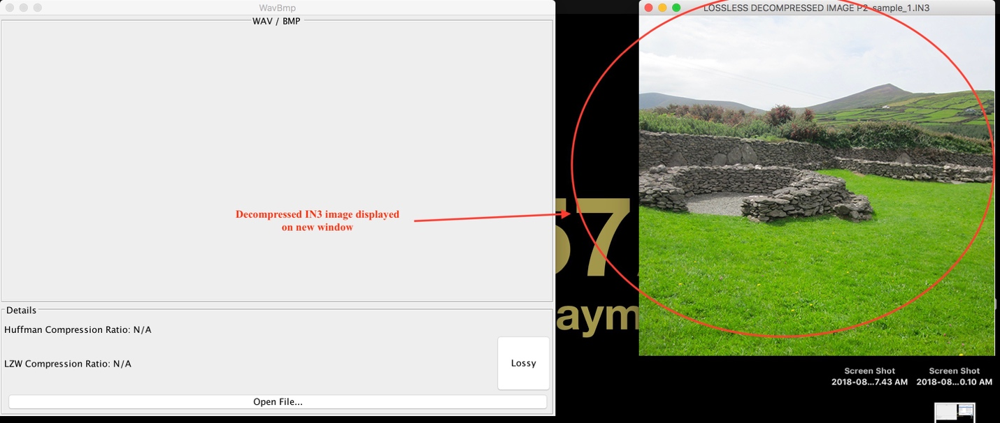 WavBmp
WAV / BMP
LOSSLESS DECOMPRESSED IMAGE P2-sample_1.IN3
Decompressed IN3 image displayed
on new window
57
aym
Details
Huffman Compression Ratio: N/A
LZW Compression Ratio: N/A
Lossy
Open File...
Screen Shot
2018-08...7.43 AM
Screen Shot
2018-08...0.10 AM